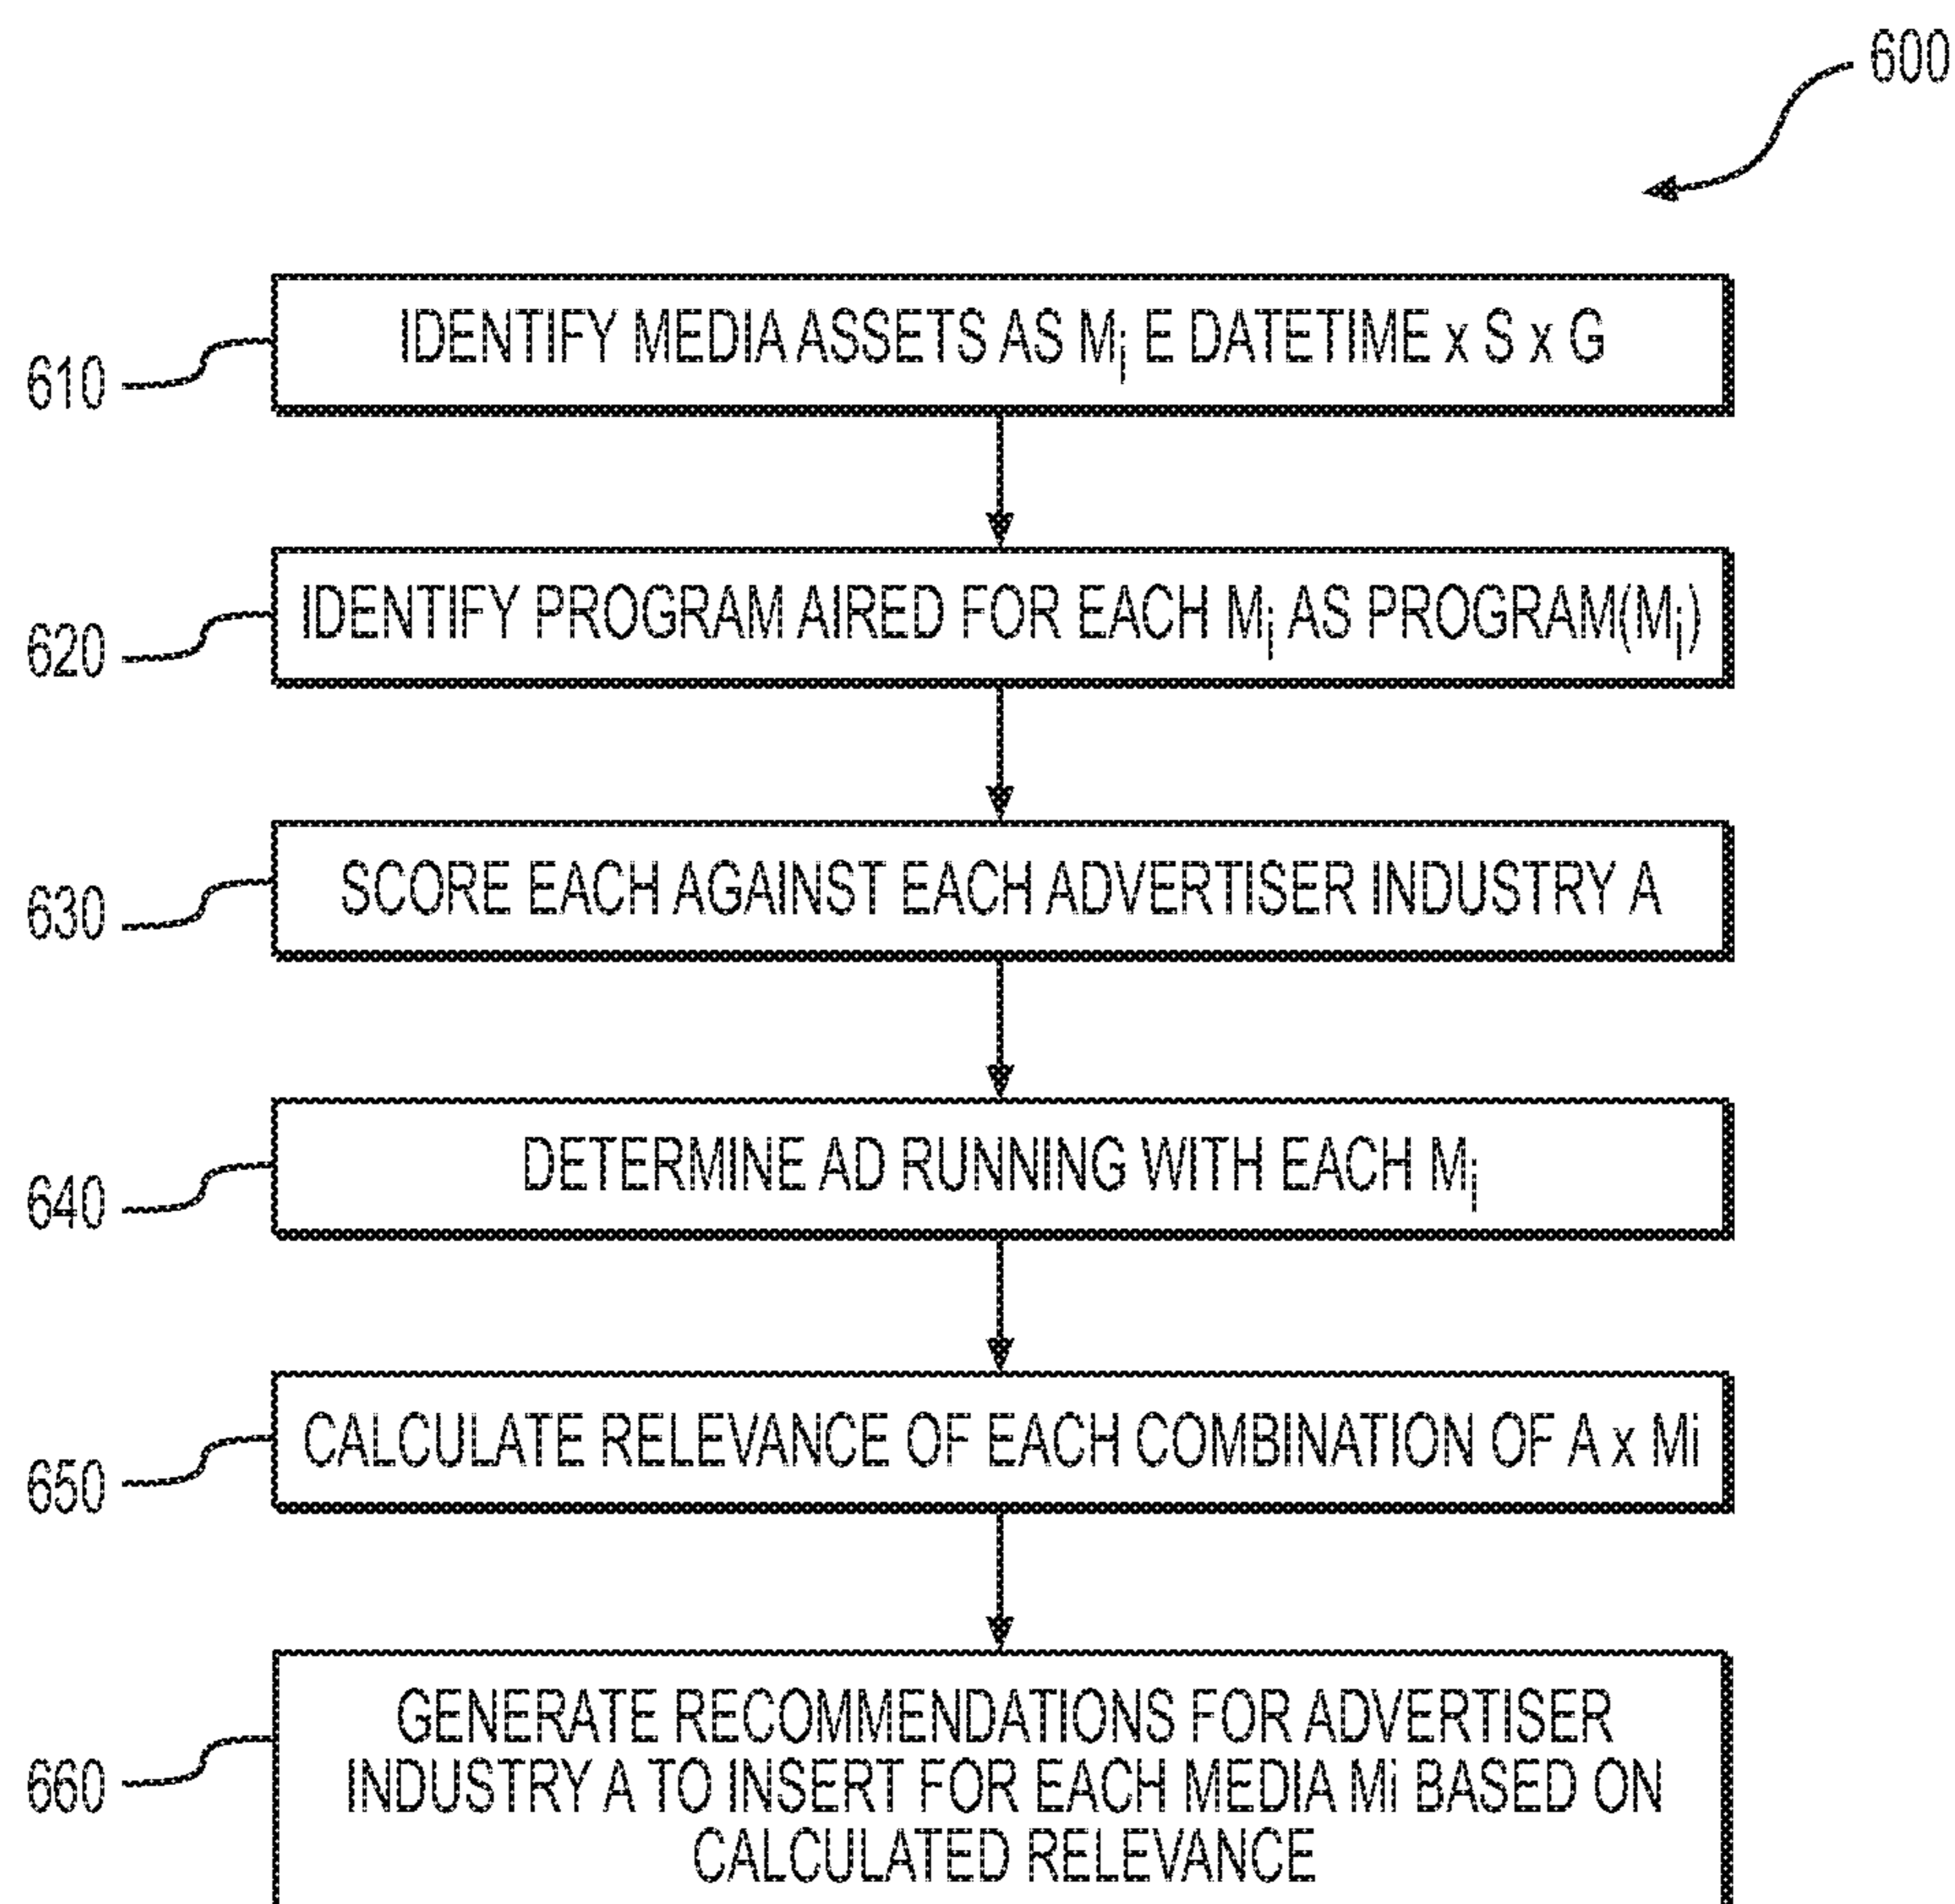 600
610
IDENTIFY MEDIA ASSETS AS Mi E DATETIME x S x G
620
IDENTIFY PROGRAM AIRED FOR EACH Mi AS PROGRAM(Mi)
630
SCORE EACH AGAINST EACH ADVERTISER INDUSTRY A
640
DETERMINE AD RUNNING WITH EACH Mi
650
CALCULATE RELEVANCE OF EACH COMBINATION OF A x Mi
660
GENERATE RECOMMENDATIONS FOR ADVERTISER
INDUSTRY A TO INSERT FOR EACH MEDIA Mi BASED ON
CALCULATED RELEVANCE